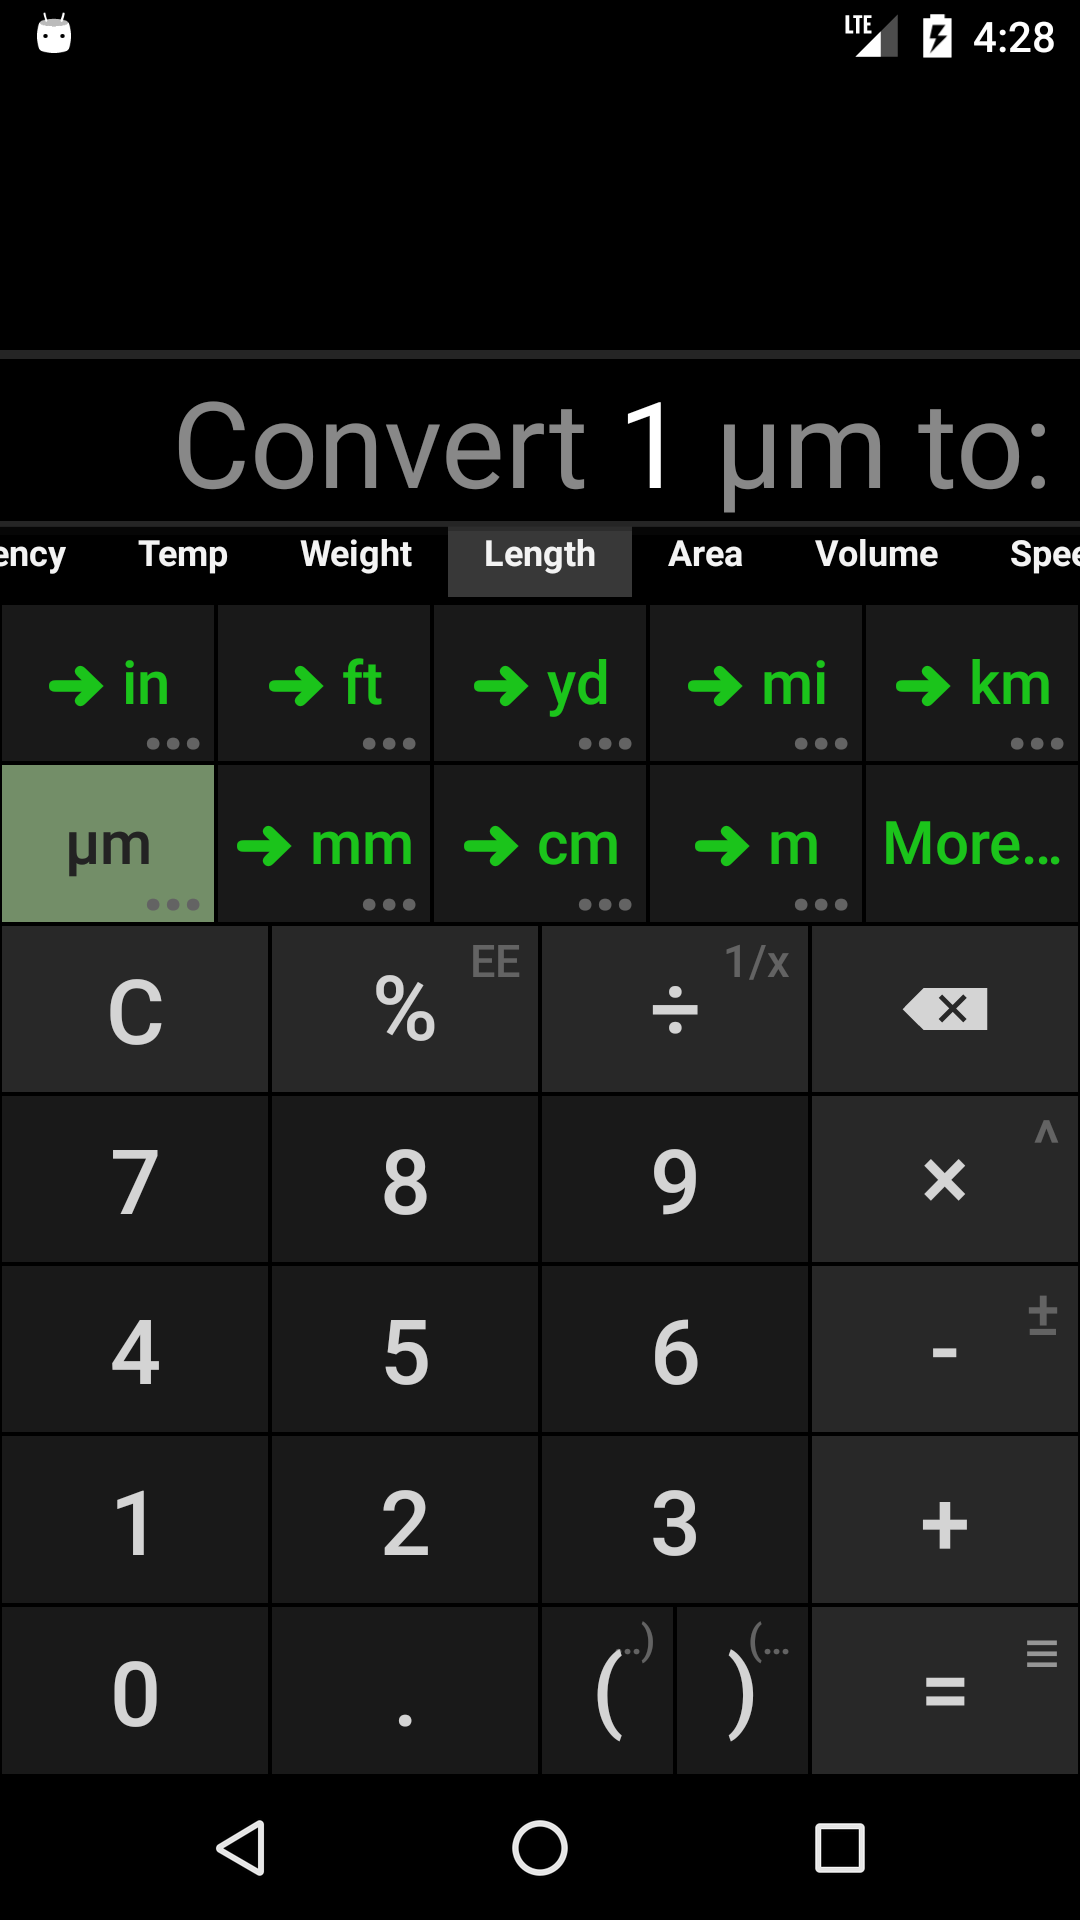 LTE 4:28
Convert 1 µm to:
ency Temp Weight Length Area Volume Spee
in ft yd mi km
µm mm cm m More...
C % EE ÷ 1/x
7 8 9 × ^
4 5 6 - ±
1 2 3 +
0 . ( ..) ) (... =